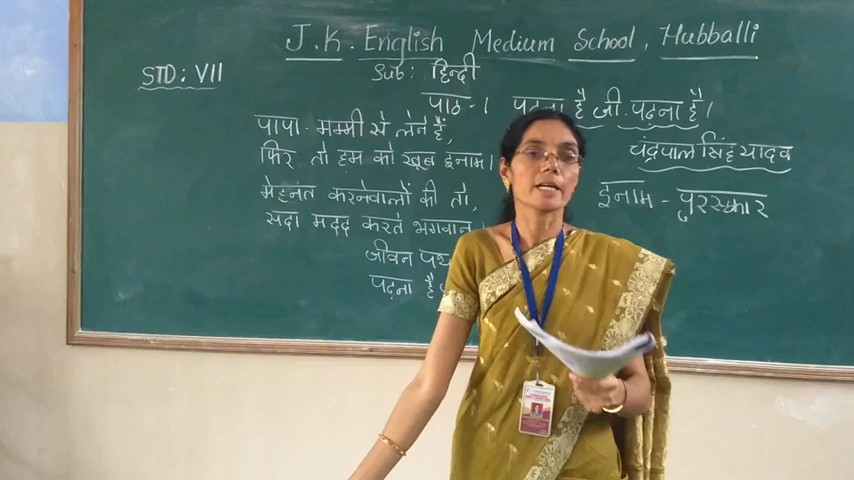 J.K. English Medium School, Hubballi
Sub: हिन्दी
STD: VII
पाठ-1 पढ़ना है जी पढ़ना है।
चंद्रपाल सिंह यादव
पापा-मम्मी से लेने हैं,
फिर तो हम को खूब इनाम।
मेहनत करनेवालों की तो,
सदा मदद करते भगवान।
जीवन पथ
पढ़ना है
इनाम - पुरस्कार